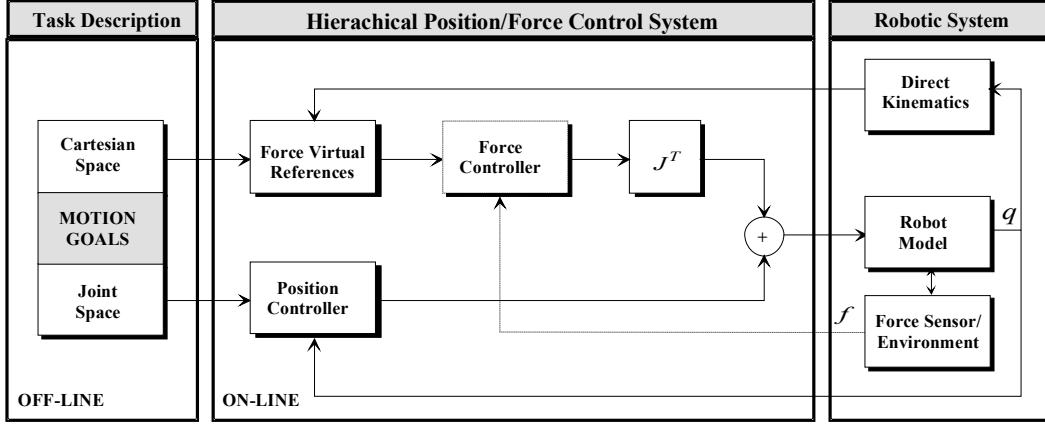 Task Description
Hierachical Position/Force Control System
Robotic System
Cartesian
Space
MOTION
GOALS
Joint
Space
OFF-LINE
Force Virtual
References
Force
Controller
J^T
Position
Controller
+
ON-LINE
Direct
Kinematics
Robot
Model
q
f
Force Sensor/
Environment